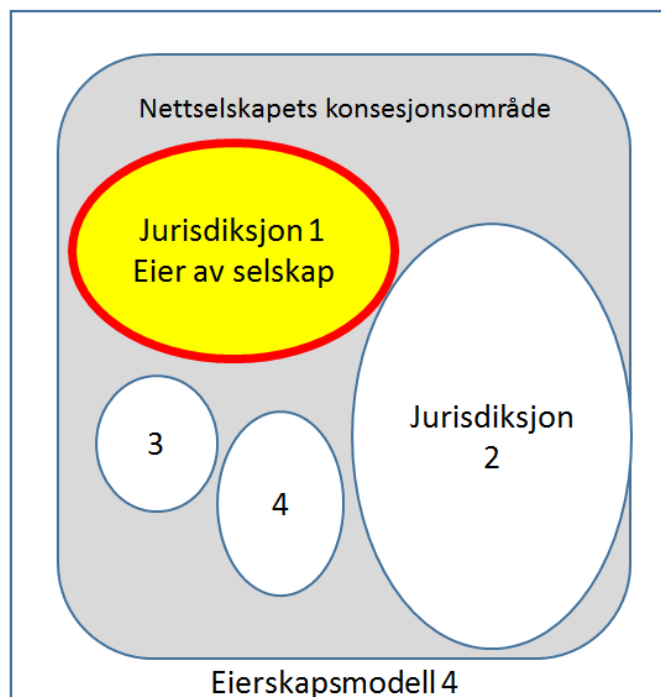 Nettselskapets konsesjonsområde
Jurisdiksjon 1
Eier av selskap
Jurisdiksjon
2
3
4
Eierskapsmodell 4